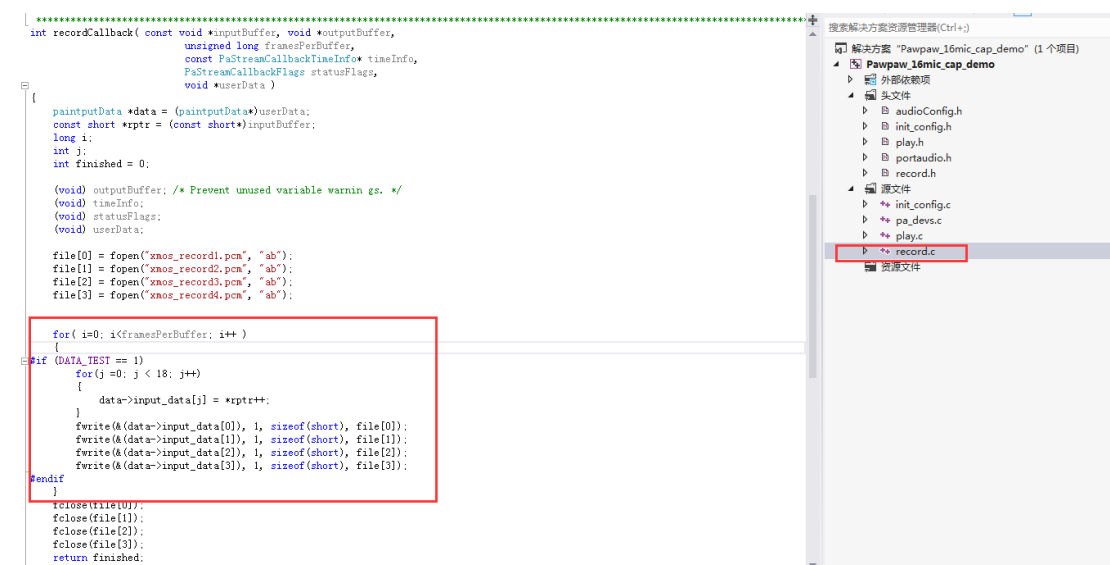 ******************************************************************************************************************************
int recordCallback( const void *inputBuffer, void *outputBuffer,
unsigned long framesPerBuffer,
const PaStreamCallbackTimeInfo* timeInfo,
PaStreamCallbackFlags statusFlags,
void *userData )
{
paintputData *data = (paintputData*)userData;
const short *rptr = (const short*)inputBuffer;
long i;
int j;
int finished = 0;
(void) outputBuffer; /* Prevent unused variable warnin gs. */
(void) timeInfo;
(void) statusFlags;
(void) userData;
file[0] = fopen("xmos_record1.pcm", "ab");
file[1] = fopen("xmos_record2.pcm", "ab");
file[2] = fopen("xmos_record3.pcm", "ab");
file[3] = fopen("xmos_record4.pcm", "ab");
for( i=0; i<framesPerBuffer; i++ )
{
#if (DATA_TEST == 1)
for(j =0; j < 18; j++)
{
data->input_data[j] = *rptr++;
}
fwrite(&(data->input_data[0]), 1, sizeof(short), file[0]);
fwrite(&(data->input_data[1]), 1, sizeof(short), file[1]);
fwrite(&(data->input_data[2]), 1, sizeof(short), file[2]);
fwrite(&(data->input_data[3]), 1, sizeof(short), file[3]);
#endif
}
fclose(file[0]);
fclose(file[1]);
fclose(file[2]);
fclose(file[3]);
return finished;
搜索解决方案资源管理器(Ctrl+;)
解决方案 "Pawpaw_16mic_cap_demo" (1 个项目)
Pawpaw_16mic_cap_demo
外部依赖项
头文件
audioConfig.h
init_config.h
play.h
portaudio.h
record.h
源文件
init_config.c
pa_devs.c
play.c
record.c
资源文件